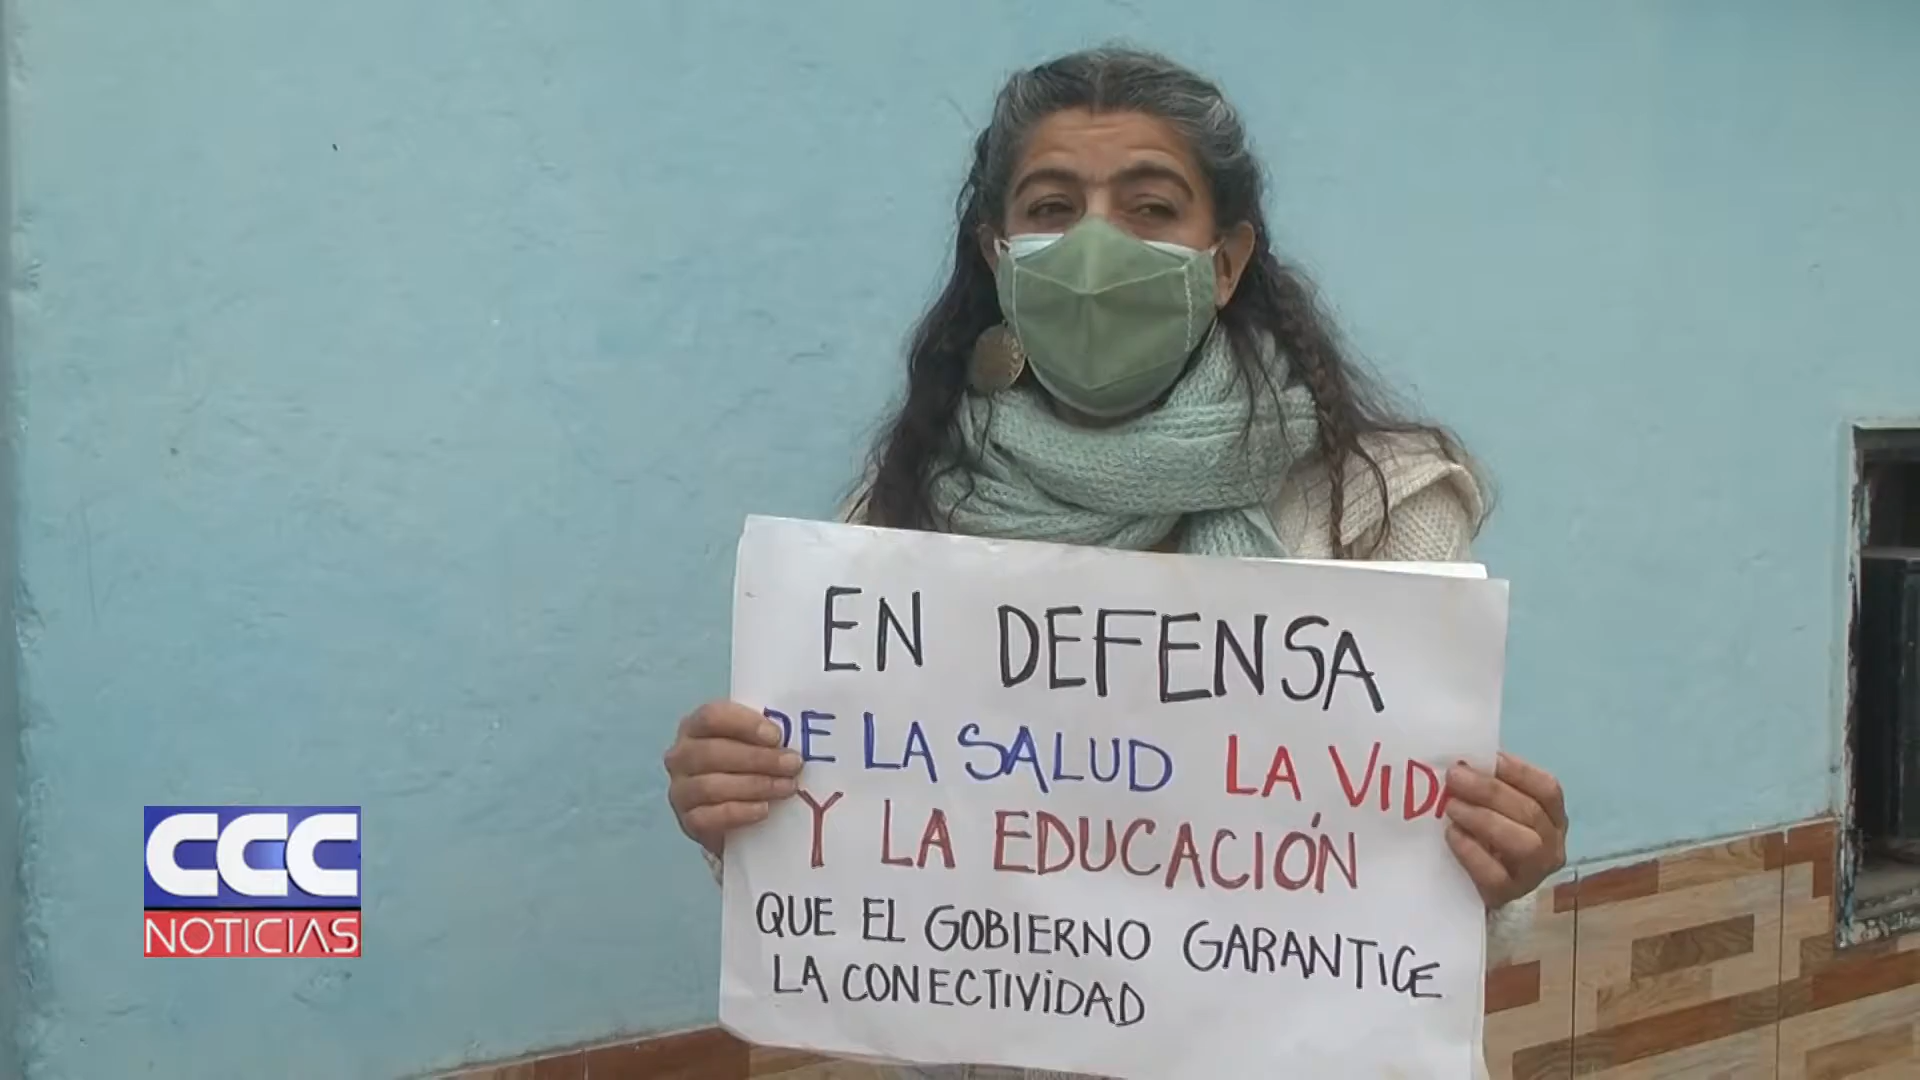 EN DEFENSA
DE LA SALUD LA VIDA
Y LA EDUCACIÓN
QUE EL GOBIERNO GARANTICE
LA CONECTIVIDAD
CCC
NOTICIAS